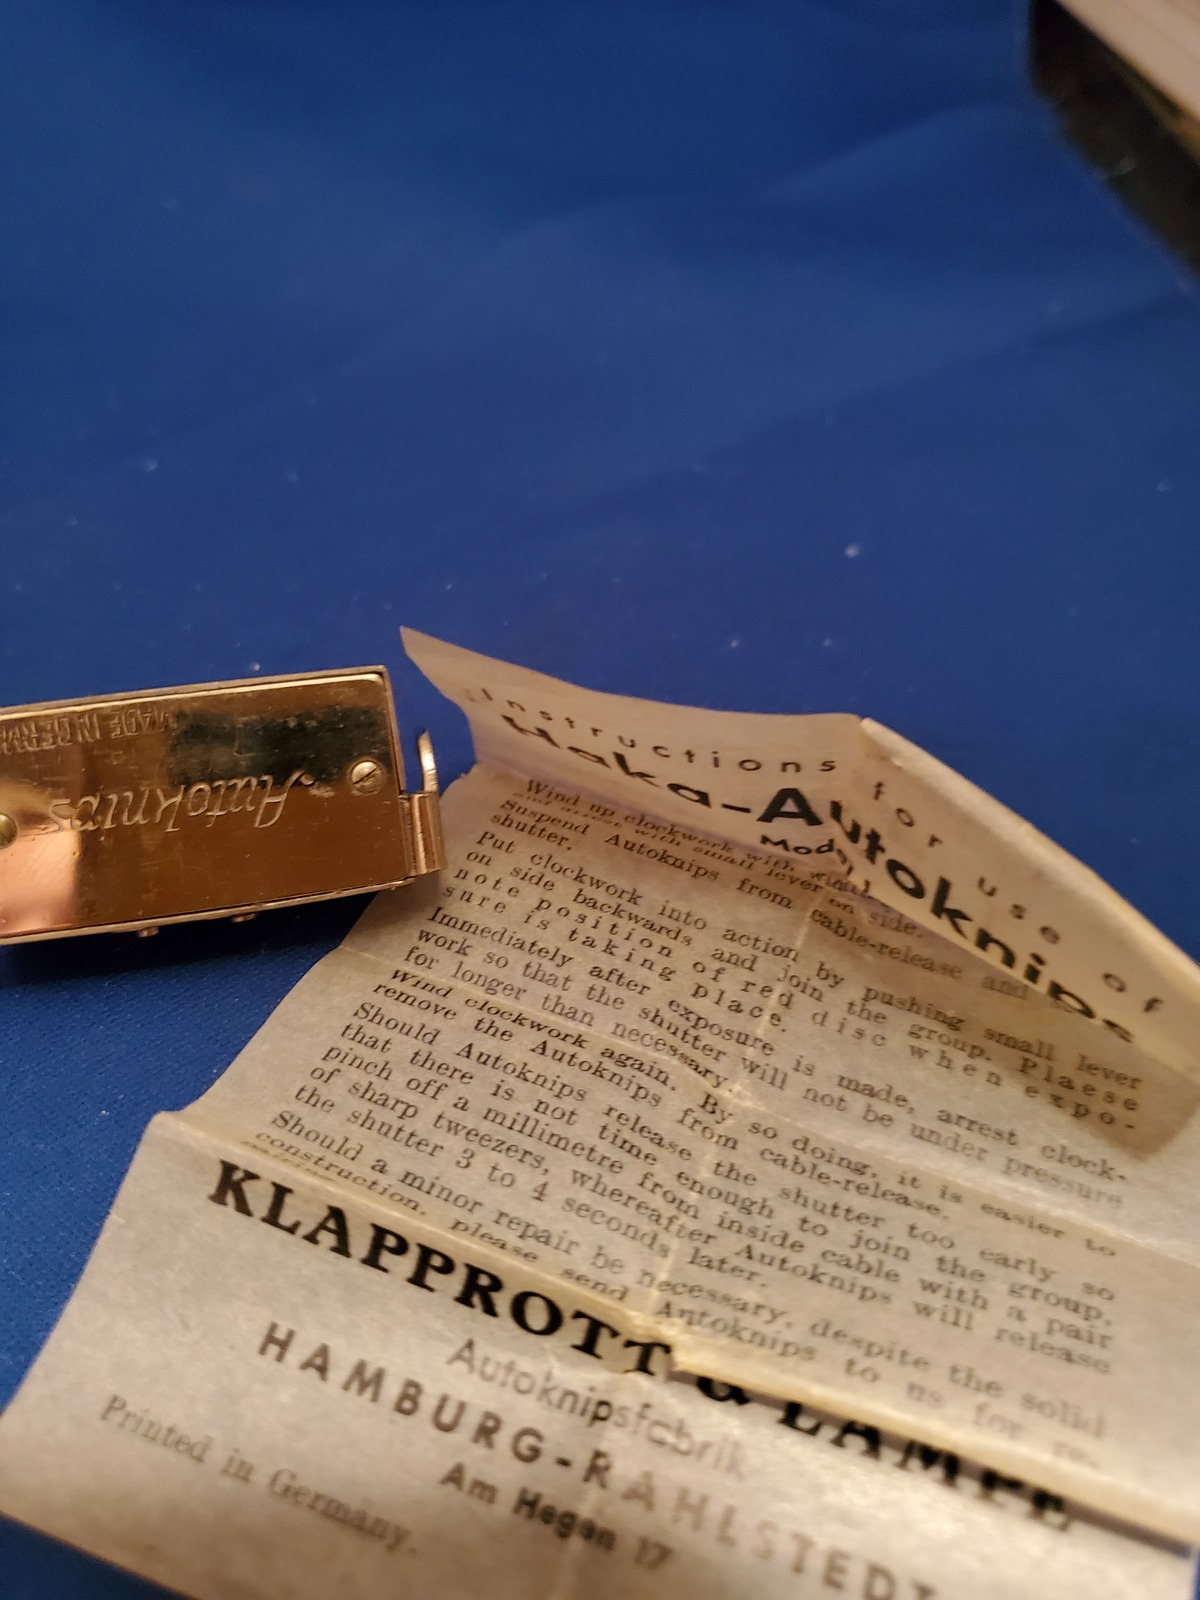 MADE IN GERM
Autoknips
Instructions for use of
Haka-Autoknips
Wind up clockwork with
and arrest with small lever on side.
Suspend Autoknips from cable-release and
shutter.
Put clockwork into action by pushing small lever
on side backwards and join the group. Plaese
note position of red disc when expo-
sure is taking place.
Immediately after exposure is made, arrest clock-
work so that the shutter will not be under pressure
for longer than necessary.
Wind clockwork again. By so doing, it is easier to
remove the Autoknips from cable-release.
Should Autoknips release the shutter too early so
that there is not time enough to join the group,
pinch off a millimetre from inside cable with a pair
of sharp tweezers, whereafter Autoknips will release
the shutter 3 to 4 seconds later.
Should a minor repair be necessary, despite the solid
construction, please send Autoknips to us for re-
KLAPPROTT & LAMPE
Autoknipsfabrik
HAMBURG-RAHLSTEDT
Am Hegen 17
Printed in Germany.